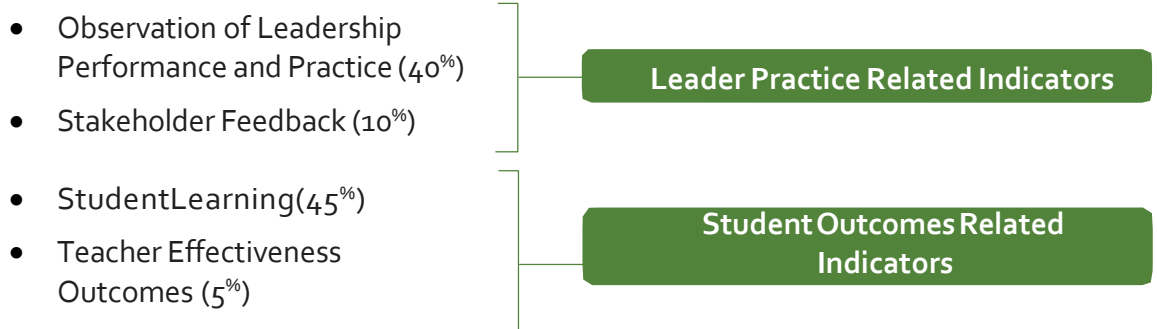 • Observation of Leadership
Performance and Practice (40%)
• Stakeholder Feedback (10%)
Leader Practice Related Indicators
• StudentLearning(45%)
• Teacher Effectiveness
Outcomes (5%)
Student Outcomes Related
Indicators